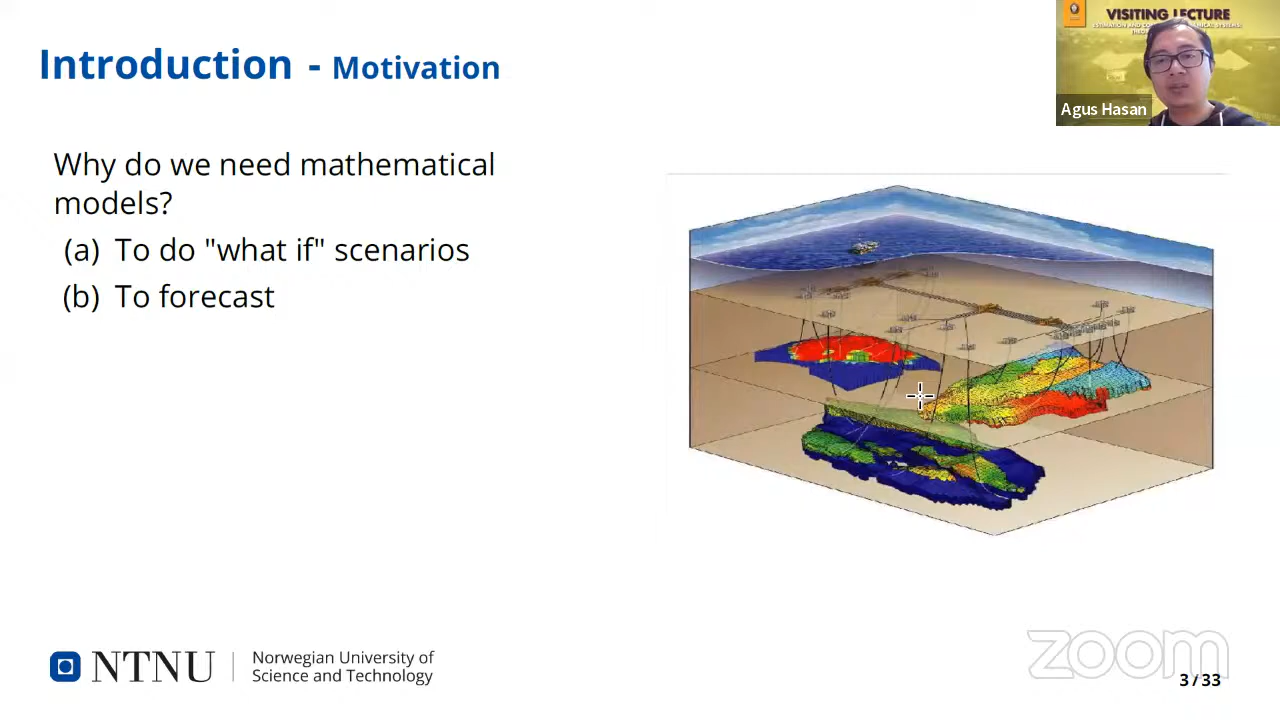 Introduction - Motivation
VISITING LECTURE
Agus Hasan
Why do we need mathematical
models?
(a) To do "what if" scenarios
(b) To forecast
NTNU
Norwegian University of
Science and Technology
zoom
3 / 33